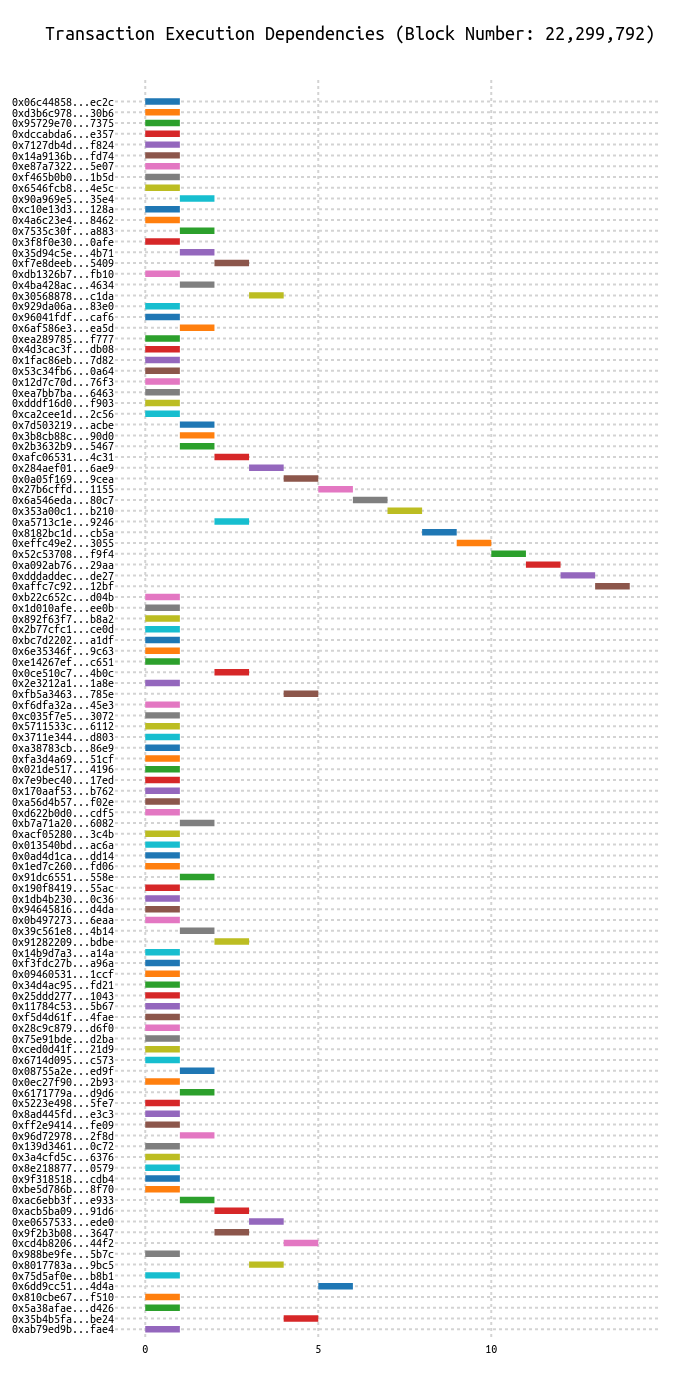 Transaction Execution Dependencies (Block Number: 22,299,792)
0x06c44858...ec2c
0xd3b6c978...30b6
0x95729e70...7375
0xdccabda6...e357
0x7127db4d...f824
0x14a9136b...fd74
0xe87a7322...5e07
0xf465b0b0...1b5d
0x6546fcb8...4e5c
0x90a969e5...35e4
0xc10e13d3...128a
0x4a6c23e4...8462
0x7535c30f...a883
0x3f8f0e30...0afe
0x35d94c5e...4b71
0xf7e8deeb...5409
0xdb1326b7...fb10
0x4ba428ac...4634
0x30568878...c1da
0x929da06a...83e0
0x96041fdf...caf6
0x6af586e3...ea5d
0xea289785...f777
0x4d3cac3f...db08
0x1fac86eb...7d82
0x53c34fb6...0a64
0x12d7c70d...76f3
0xea7bb7ba...6463
0xdddf16d0...f903
0xca2cee1d...2c56
0x7d503219...acbe
0x3b8cb88c...90d0
0x2b3632b9...5467
0xafc06531...4c31
0x284aef01...6ae9
0x0a05f169...9cea
0x27b6cffd...1155
0x6a546eda...80c7
0x353a00c1...b210
0xa5713c1e...9246
0x8182bc1d...cb5a
0xeffc49e2...3055
0x52c53708...f9f4
0xa092ab76...29aa
0xdddaddec...de27
0xaffc7c92...12bf
0xb22c652c...d04b
0x1d010afe...ee0b
0x892f63f7...b8a2
0x2b77cfc1...ce0d
0xbc7d2202...a1df
0x6e35346f...9c63
0xe14267ef...c651
0x0ce510c7...4b0c
0x2e3212a1...1a8e
0xfb5a3463...785e
0xf6dfa32a...45e3
0xc035f7e5...3072
0x5711533c...6112
0x3711e344...d803
0xa38783cb...86e9
0xfa3d4a69...51cf
0x021de517...4196
0x7e9bec40...17ed
0x170aaf53...b762
0xa56d4b57...f02e
0xd622b0d0...cdf5
0xb7a71a20...6082
0xacf05280...3c4b
0x013540bd...ac6a
0x0ad4d1ca...dd14
0x1ed7c260...fd06
0x91dc6551...558e
0x190f8419...55ac
0x1db4b230...0c36
0x94645816...d4da
0x0b497273...6eaa
0x39c561e8...4b14
0x91282209...bdbe
0x14b9d7a3...a14a
0xf3fdc27b...a96a
0x09460531...1ccf
0x34d4ac95...fd21
0x25ddd277...1043
0x11784c53...5b67
0xf5d4d61f...4fae
0x28c9c879...d6f0
0x75e91bde...d2ba
0xced0d41f...21d9
0x6714d095...c573
0x08755a2e...ed9f
0x0ec27f90...2b93
0x6171779a...d9d6
0x5223e498...5fe7
0x8ad445fd...e3c3
0xff2e9414...fe09
0x96d72978...2f8d
0x139d3461...0c72
0x3a4cfd5c...6376
0x8e218877...0579
0x9f318518...cdb4
0xbe5d786b...8f70
0xac6ebb3f...e933
0xacb5ba09...91d6
0xe0657533...ede0
0x9f2b3b08...3647
0xcd4b8206...44f2
0x988be9fe...5b7c
0x8017783a...9bc5
0x75d5af0e...b8b1
0x6dd9cc51...4d4a
0x810cbe67...f510
0x5a38afae...d426
0x35b4b5fa...be24
0xab79ed9b...fae4
0 5 10